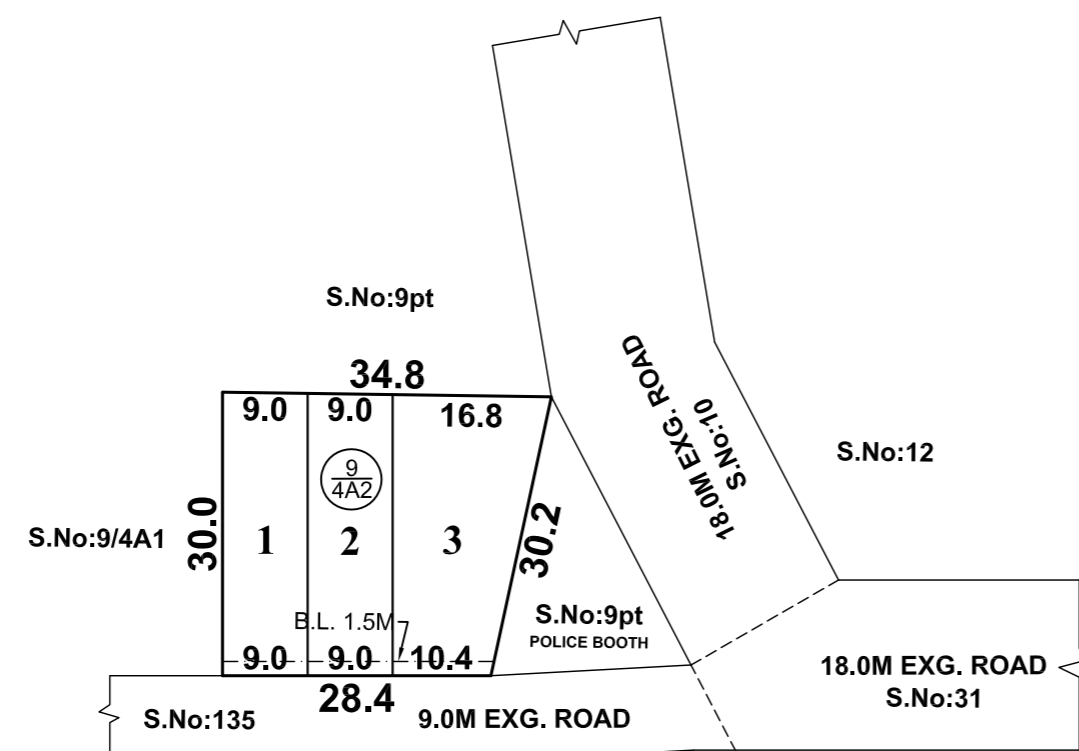 S.No:9pt
34.8
9.0 9.0 16.8
18.0M EXG. ROAD
S.No:10
S.No:12
9
4A2
30.0
S.No:9/4A1
1 2 3
30.2
B.L. 1.5M
S.No:9pt
POLICE BOOTH
9.0 9.0 10.4
28.4
18.0M EXG. ROAD
S.No:31
S.No:135
9.0M EXG. ROAD